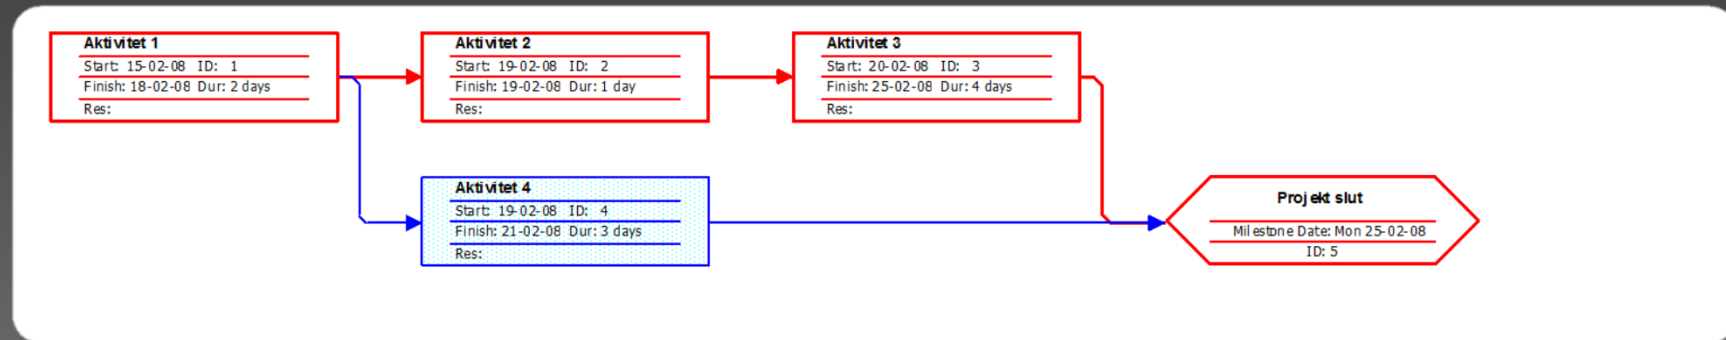 Aktivitet 1
Start: 15-02-08 ID: 1
Finish: 18-02-08 Dur: 2 days
Res:
Aktivitet 2
Start: 19-02-08 ID: 2
Finish: 19-02-08 Dur: 1 day
Res:
Aktivitet 3
Start: 20-02-08 ID: 3
Finish: 25-02-08 Dur: 4 days
Res:
Aktivitet 4
Start: 19-02-08 ID: 4
Finish: 21-02-08 Dur: 3 days
Res:
Projekt slut
Milestone Date: Mon 25-02-08
ID: 5